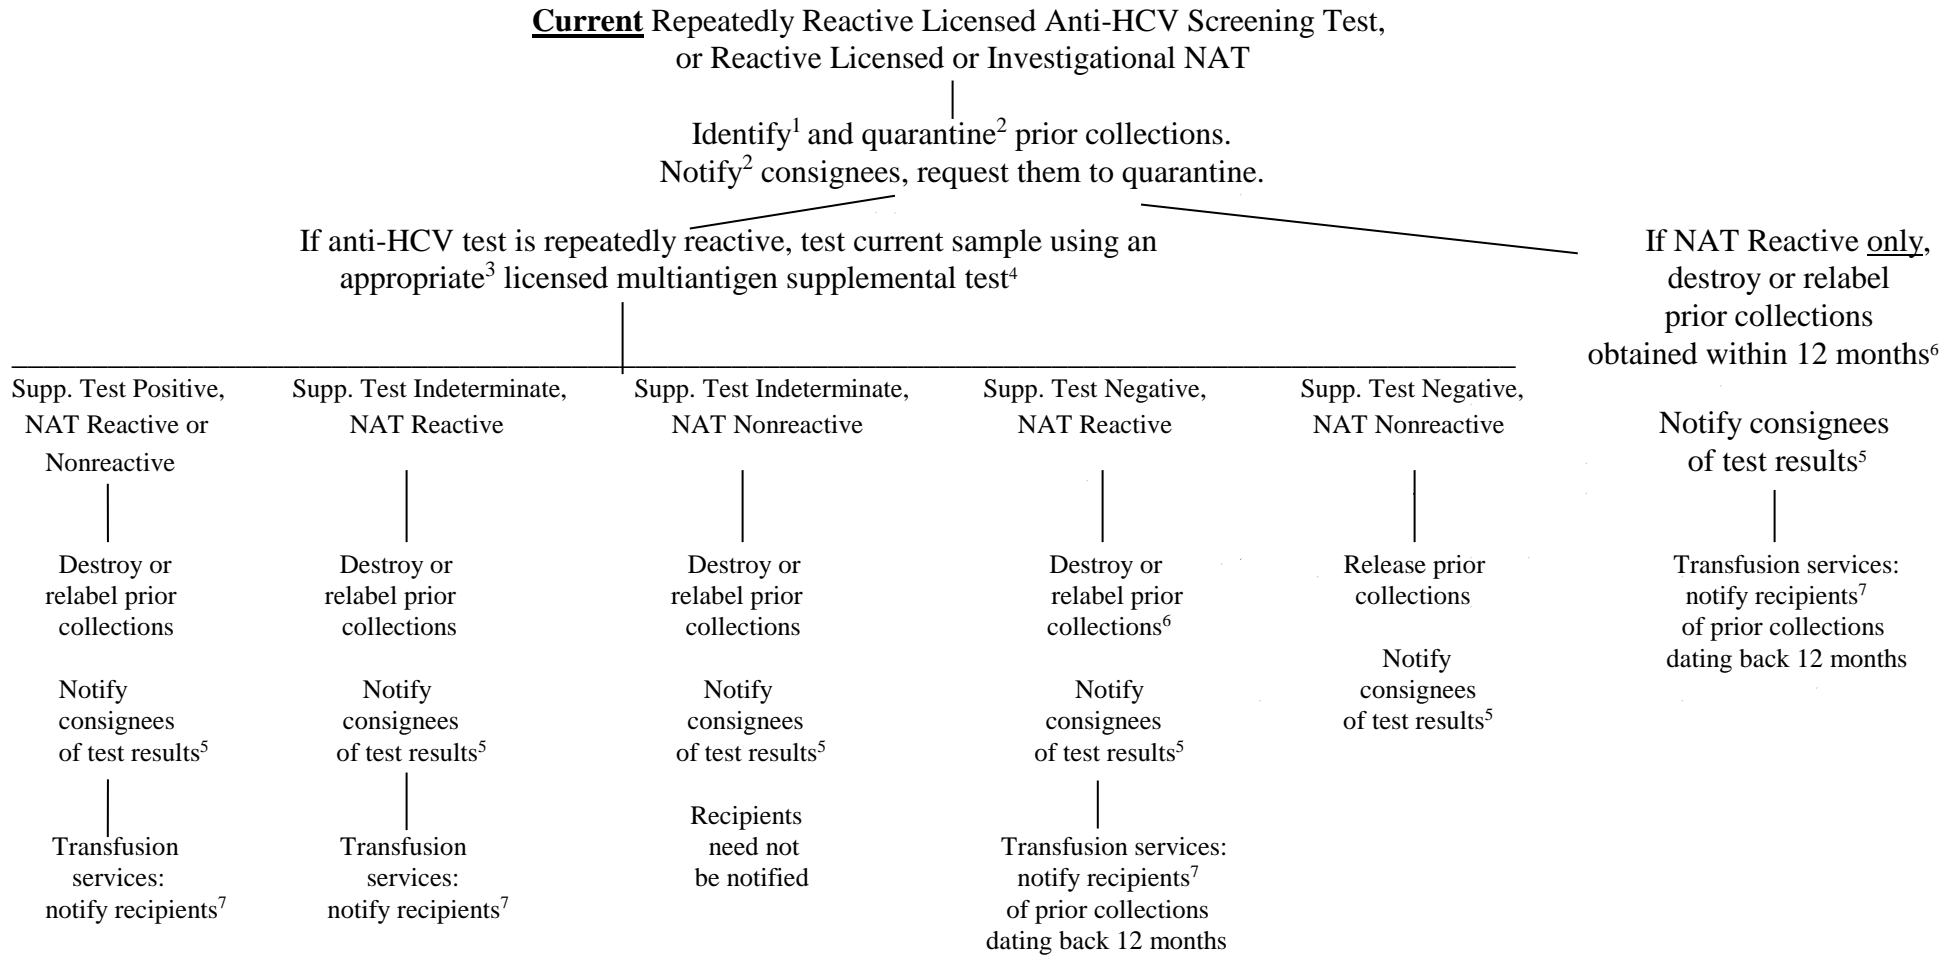 Current Repeatedly Reactive Licensed Anti-HCV Screening Test,
or Reactive Licensed or Investigational NAT
Identify¹ and quarantine² prior collections.
Notify² consignees, request them to quarantine.
If anti-HCV test is repeatedly reactive, test current sample using an
appropriate³ licensed multiantigen supplemental test⁴
Supp. Test Positive,
NAT Reactive or
Nonreactive
Destroy or
relabel prior
collections
Notify
consignees
of test results⁵
Transfusion
services:
notify recipients⁷
Supp. Test Indeterminate,
NAT Reactive
Destroy or
relabel prior
collections
Notify
consignees
of test results⁵
Transfusion
services:
notify recipients⁷
Supp. Test Indeterminate,
NAT Nonreactive
Destroy or
relabel prior
collections
Notify
consignees
of test results⁵
Recipients
need not
be notified
Supp. Test Negative,
NAT Reactive
Destroy or
relabel prior
collections⁶
Notify
consignees
of test results⁵
Transfusion services:
notify recipients⁷
of prior collections
dating back 12 months
Supp. Test Negative,
NAT Nonreactive
Release prior
collections
Notify
consignees
of test results⁵
If NAT Reactive only,
destroy or relabel
prior collections
obtained within 12 months⁶
Notify consignees
of test results⁵
Transfusion services:
notify recipients⁷
of prior collections
dating back 12 months